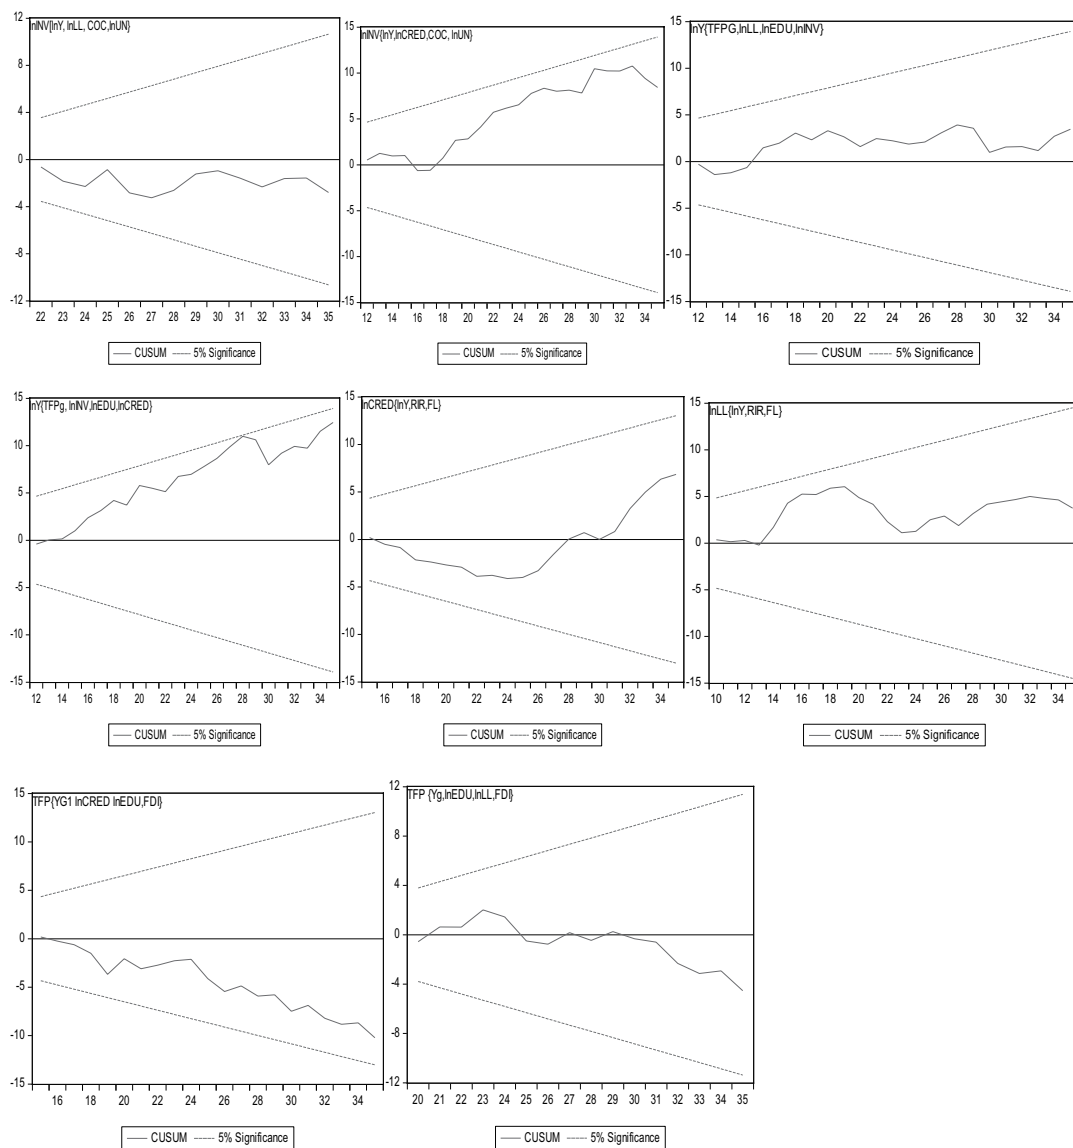 lnINV{lnY, lnLL, COC,lnUN}
12
8
4
0
-4
-8
-12
22 23 24 25 26 27 28 29 30 31 32 33 34 35
CUSUM 5% Significance
lnINV{lnY,lnCRED,COC, lnUN}
15
10
5
0
-5
-10
-15
12 14 16 18 20 22 24 26 28 30 32 34
CUSUM 5% Significance
lnY{TFPG,lnLL,lnEDU,lnINV}
15
10
5
0
-5
-10
-15
12 14 16 18 20 22 24 26 28 30 32 34
CUSUM 5% Significance
lnY{TFPg, lnINV,lnEDU,lnCRED}
15
10
5
0
-5
-10
-15
12 14 16 18 20 22 24 26 28 30 32 34
CUSUM 5% Significance
lnCRED{lnY,RIR,FL}
15
10
5
0
-5
-10
-15
16 18 20 22 24 26 28 30 32 34
CUSUM 5% Significance
lnLL{lnY,RIR,FL}
15
10
5
0
-5
-10
-15
10 12 14 16 18 20 22 24 26 28 30 32 34
CUSUM 5% Significance
TFP{YG1 lnCRED lnEDU,FDI}
15
10
5
0
-5
-10
-15
16 18 20 22 24 26 28 30 32 34
CUSUM 5% Significance
TFP {Yg,lnEDU,lnLL,FDI}
12
8
4
0
-4
-8
-12
20 21 22 23 24 25 26 27 28 29 30 31 32 33 34 35
CUSUM 5% Significance